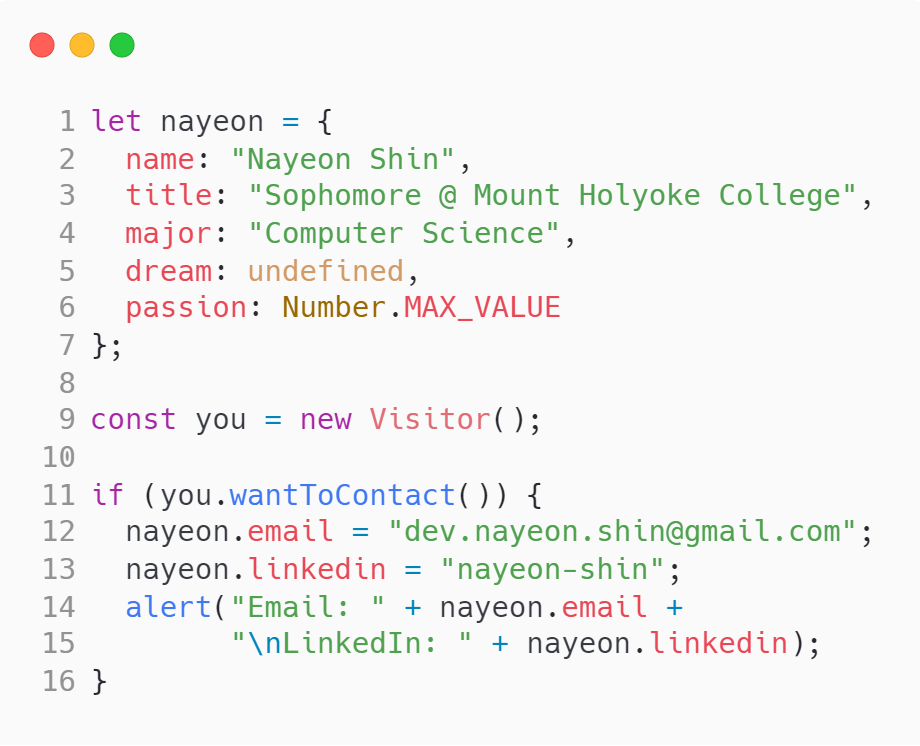 1 let nayeon = {
2   name: "Nayeon Shin",
3   title: "Sophomore @ Mount Holyoke College",
4   major: "Computer Science",
5   dream: undefined,
6   passion: Number.MAX_VALUE
7 };
8
9 const you = new Visitor();
10
11 if (you.wantToContact()) {
12   nayeon.email = "dev.nayeon.shin@gmail.com";
13   nayeon.linkedin = "nayeon-shin";
14   alert("Email: " + nayeon.email +
15         "\nLinkedIn: " + nayeon.linkedin);
16 }